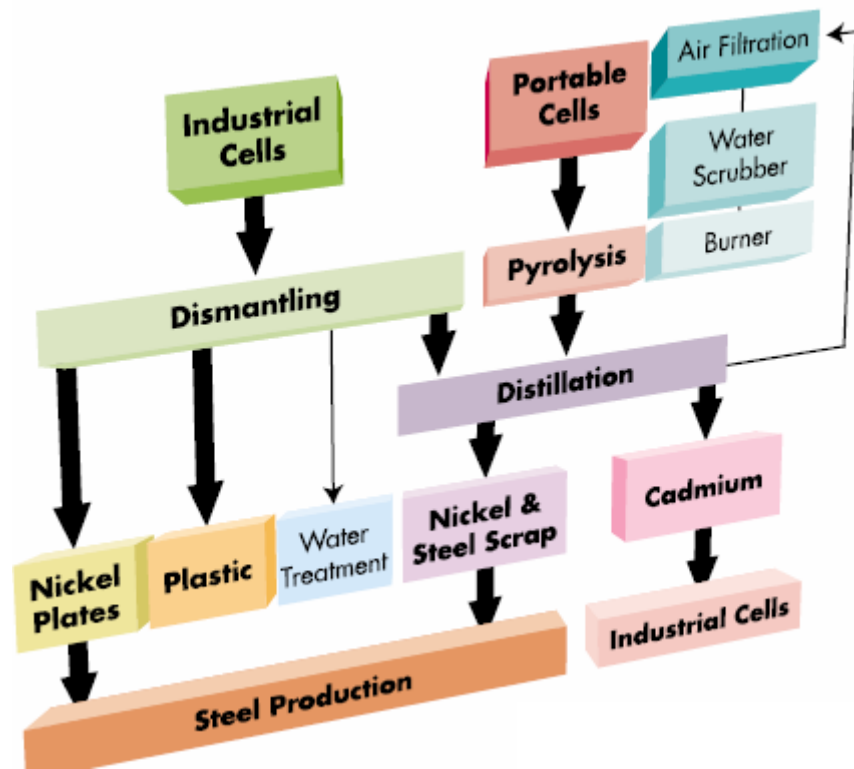 Industrial
Cells
Portable
Cells
Air Filtration
Water
Scrubber
Burner
Pyrolysis
Dismantling
Distillation
Nickel
Plates
Plastic
Water
Treatment
Nickel &
Steel Scrap
Cadmium
Industrial Cells
Steel Production